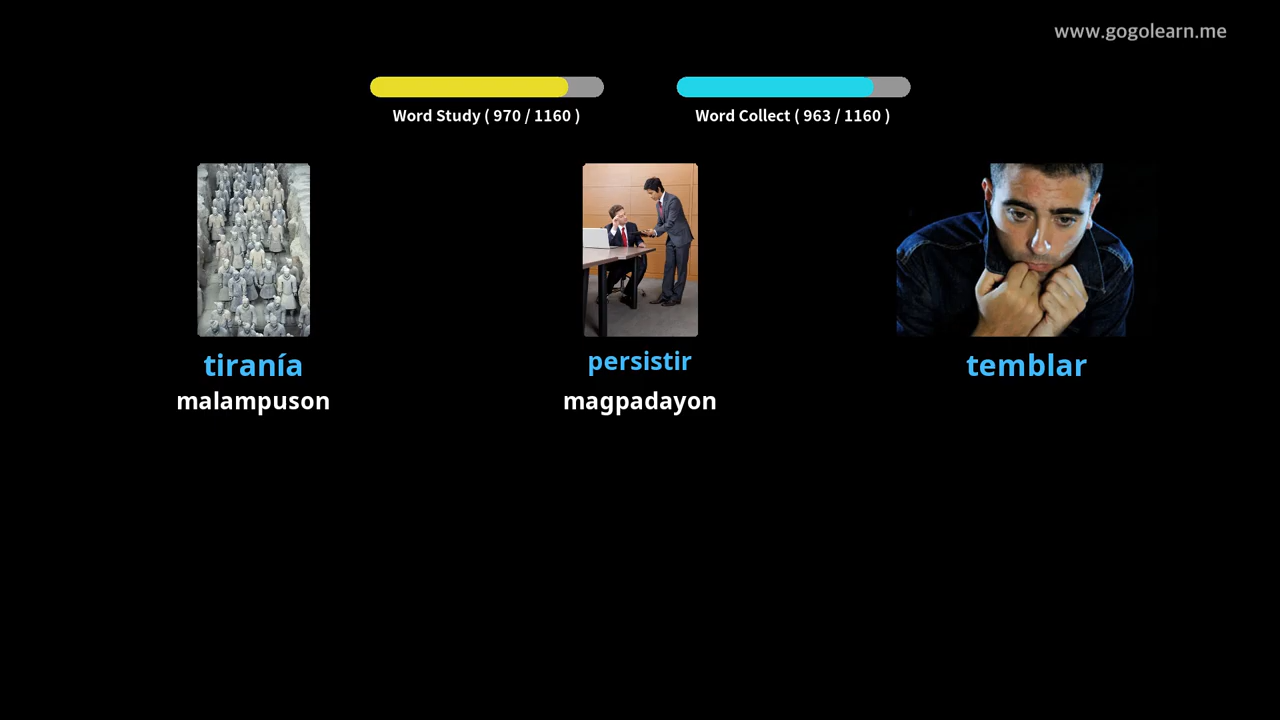 www.gogolearn.me
Word Study ( 970 / 1160 )
Word Collect ( 963 / 1160 )
tiranía
persistir
temblar
malampuson
magpadayon